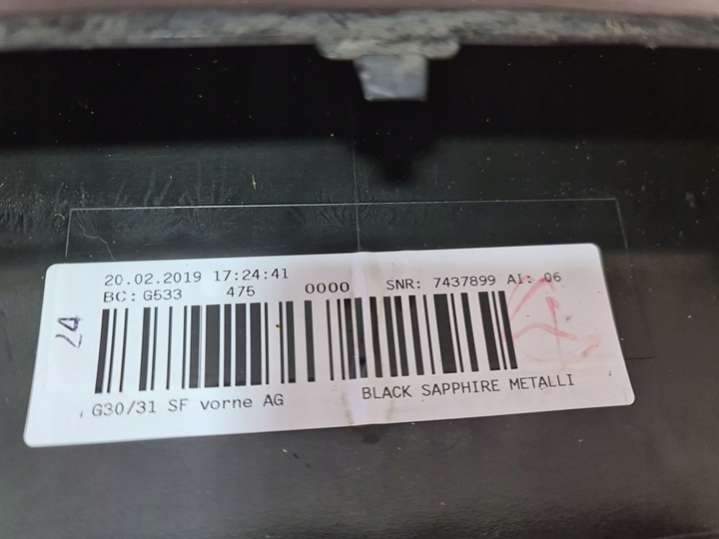 20.02.2019 17:24:41
BC: G533 475 0000 SNR: 7437899 AI: 06
G30/31 SF vorne AG BLACK SAPPHIRE METALLI